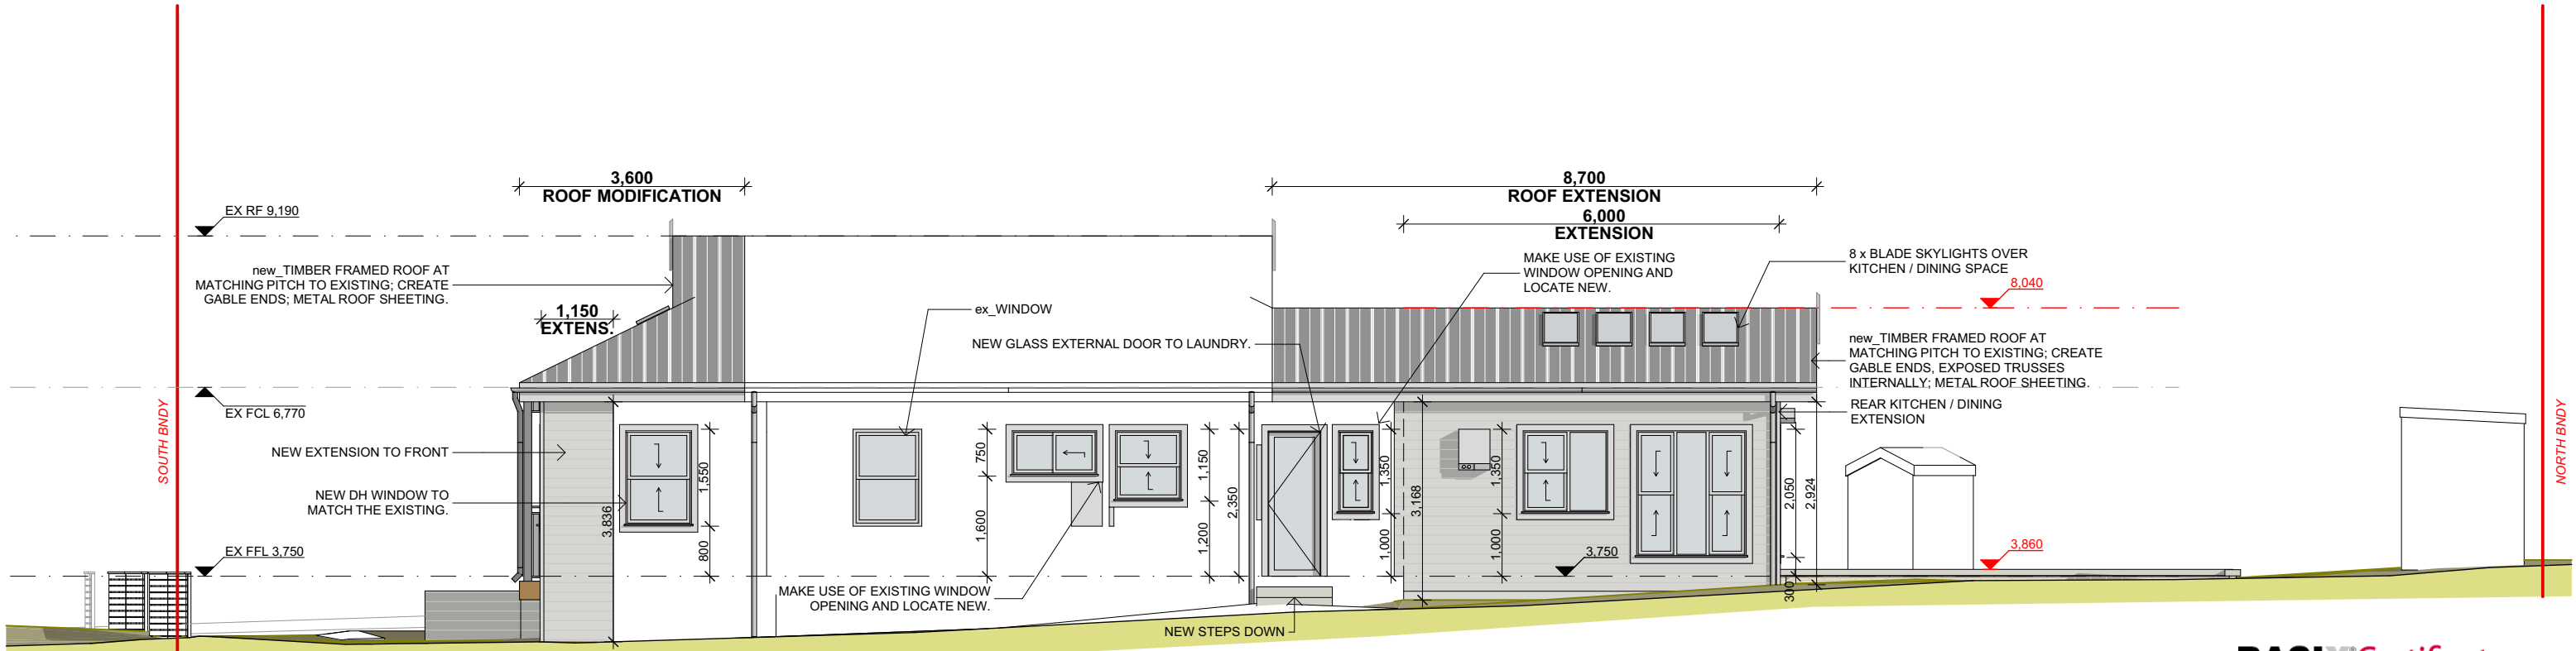 3,600
ROOF MODIFICATION
8,700
ROOF EXTENSION
6,000
EXTENSION
EX RF 9,190
new_TIMBER FRAMED ROOF AT
MATCHING PITCH TO EXISTING; CREATE
GABLE ENDS; METAL ROOF SHEETING.
1,150
EXTENS.
ex_WINDOW
NEW GLASS EXTERNAL DOOR TO LAUNDRY.
MAKE USE OF EXISTING
WINDOW OPENING AND
LOCATE NEW.
8 x BLADE SKYLIGHTS OVER
KITCHEN / DINING SPACE
8,040
new_TIMBER FRAMED ROOF AT
MATCHING PITCH TO EXISTING; CREATE
GABLE ENDS, EXPOSED TRUSSES
INTERNALLY; METAL ROOF SHEETING.
REAR KITCHEN / DINING
EXTENSION
EX FCL 6,770
SOUTH BNDY
NORTH BNDY
NEW EXTENSION TO FRONT
NEW DH WINDOW TO
MATCH THE EXISTING.
EX FFL 3,750
3,836
1,550
800
750
1,600
1,150
1,200
2,350
1,350
1,000
3,168
1,350
1,000
2,050
2,924
300
3,750
3,860
MAKE USE OF EXISTING WINDOW
OPENING AND LOCATE NEW.
NEW STEPS DOWN